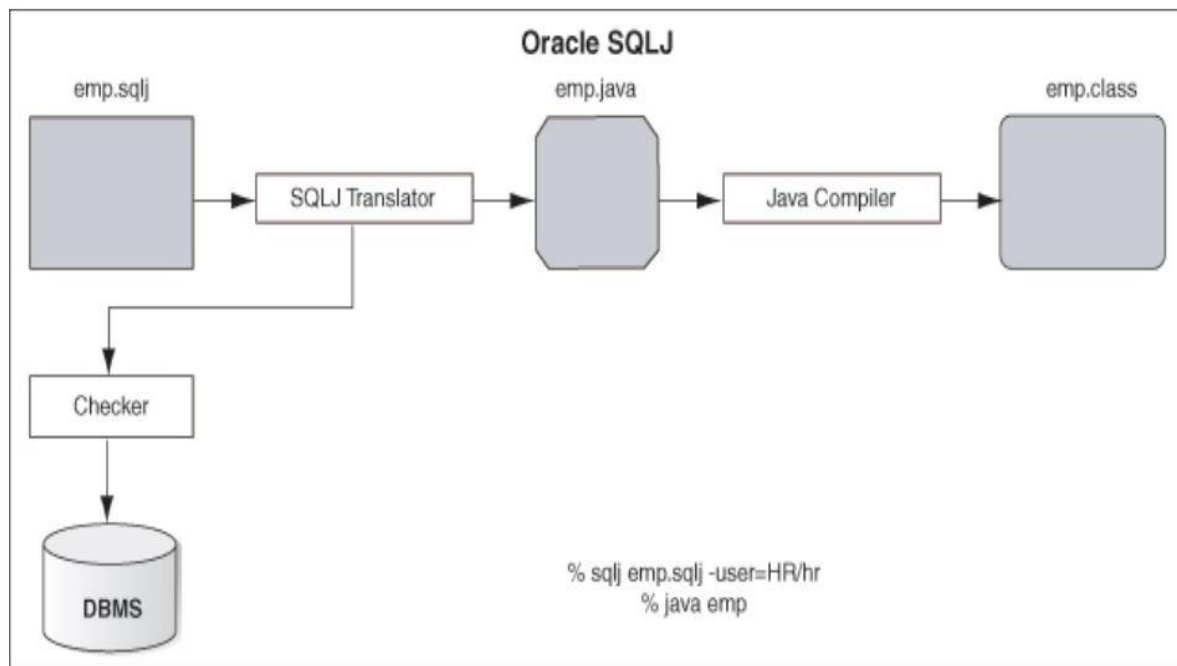 Oracle SQLJ
emp.sqlj
emp.java
emp.class
SQLJ Translator
Java Compiler
Checker
DBMS
% sqlj emp.sqlj -user=HR/hr
% java emp